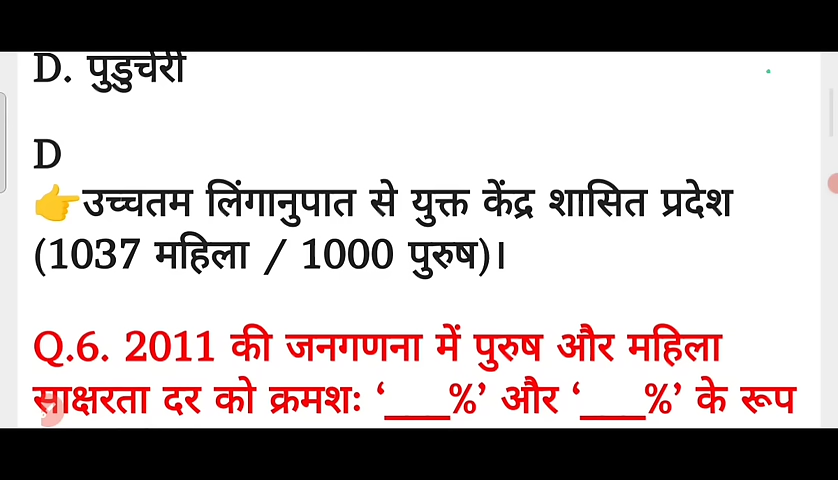 D. पुडुचेरी
D
👉उच्चतम लिंगानुपात से युक्त केंद्र शासित प्रदेश
(1037 महिला / 1000 पुरुष)।
Q.6. 2011 की जनगणना में पुरुष और महिला
साक्षरता दर को क्रमशः ‘___%’ और ‘___%’ के रूप